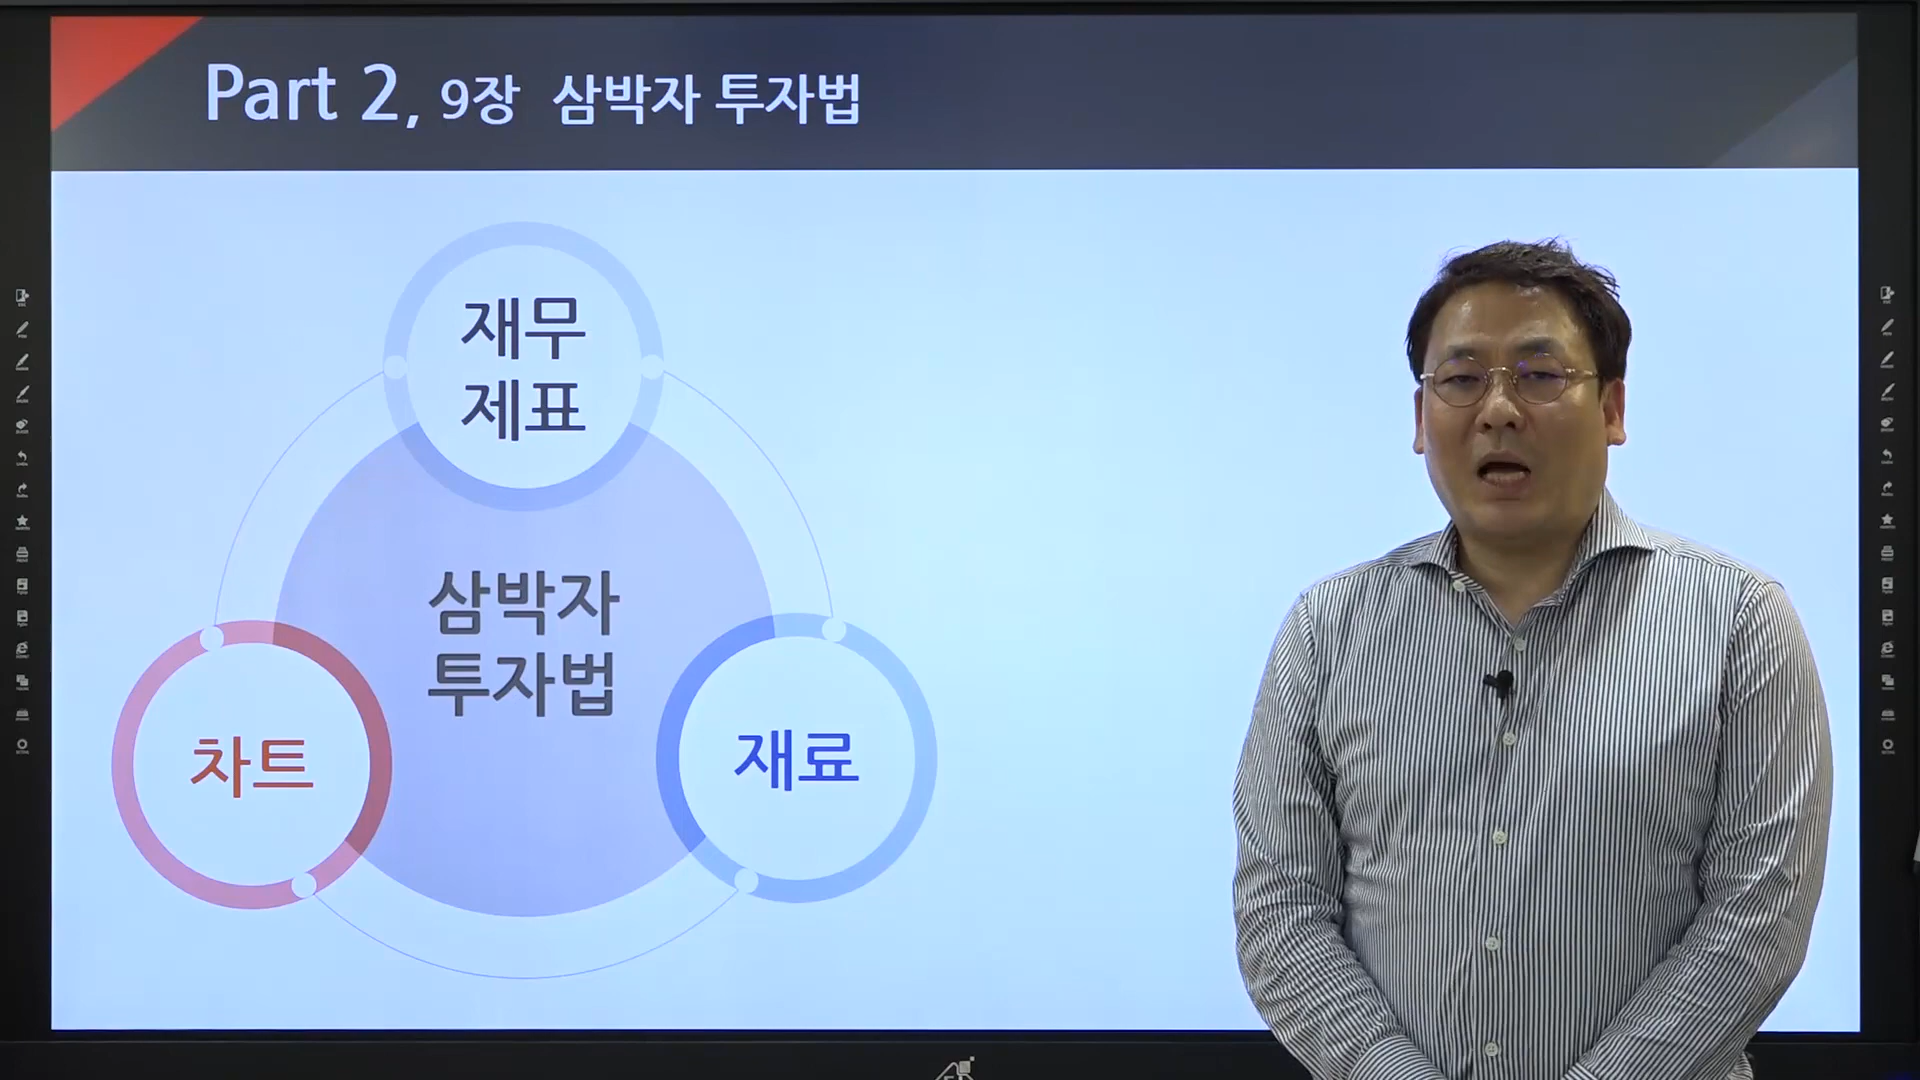 Part 2, 9장 삼박자 투자법
재무
제표
삼박자
투자법
차트
재료